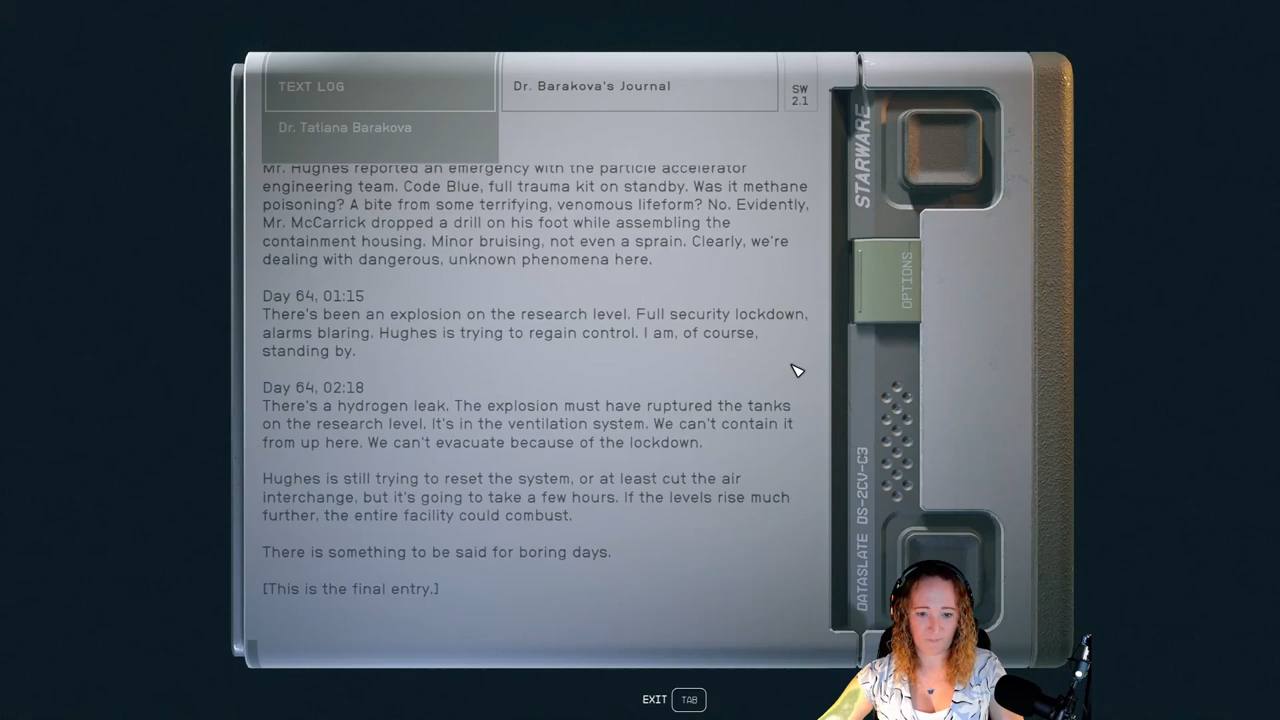 TEXT LOG
Dr. Barakova's Journal
SW
2.1
Dr. Tatiana Barakova
Mr. Hughes reported an emergency with the particle accelerator
engineering team. Code Blue, full trauma kit on standby. Was it methane
poisoning? A bite from some terrifying, venomous lifeform? No. Evidently,
Mr. McCarrick dropped a drill on his foot while assembling the
containment housing. Minor bruising, not even a sprain. Clearly, we're
dealing with dangerous, unknown phenomena here.
Day 64, 01:15
There's been an explosion on the research level. Full security lockdown,
alarms blaring. Hughes is trying to regain control. I am, of course,
standing by.
Day 64, 02:18
There's a hydrogen leak. The explosion must have ruptured the tanks
on the research level. It's in the ventilation system. We can't contain it
from up here. We can't evacuate because of the lockdown.
Hughes is still trying to reset the system, or at least cut the air
interchange, but it's going to take a few hours. If the levels rise much
further, the entire facility could combust.
There is something to be said for boring days.
[This is the final entry.]
STARWARE
OPTIONS
DATASLATE DS-2CV-C3
EXIT TAB